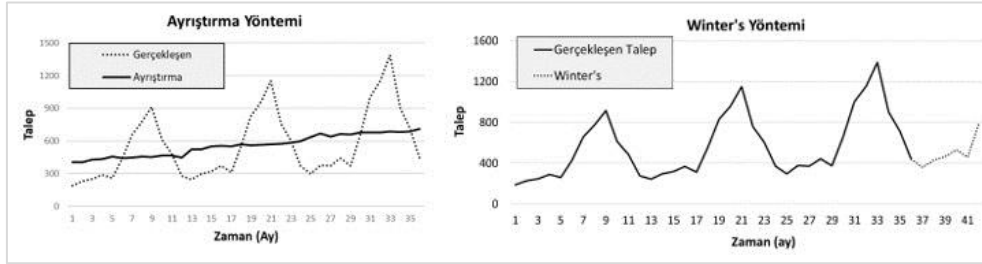 Ayrıştırma Yöntemi
1500
1200
900
600
300
0
Gerçekleşen
Ayrıştırma
Talep
1 3 5 7 9 11 13 15 17 19 21 23 25 27 29 31 33 35
Zaman (Ay)
Winter's Yöntemi
1600
1200
800
400
0
Gerçekleşen Talep
Winter's
Talep
1 3 5 7 9 11 13 15 17 19 21 23 25 27 29 31 33 35 37 39 41
Zaman (ay)